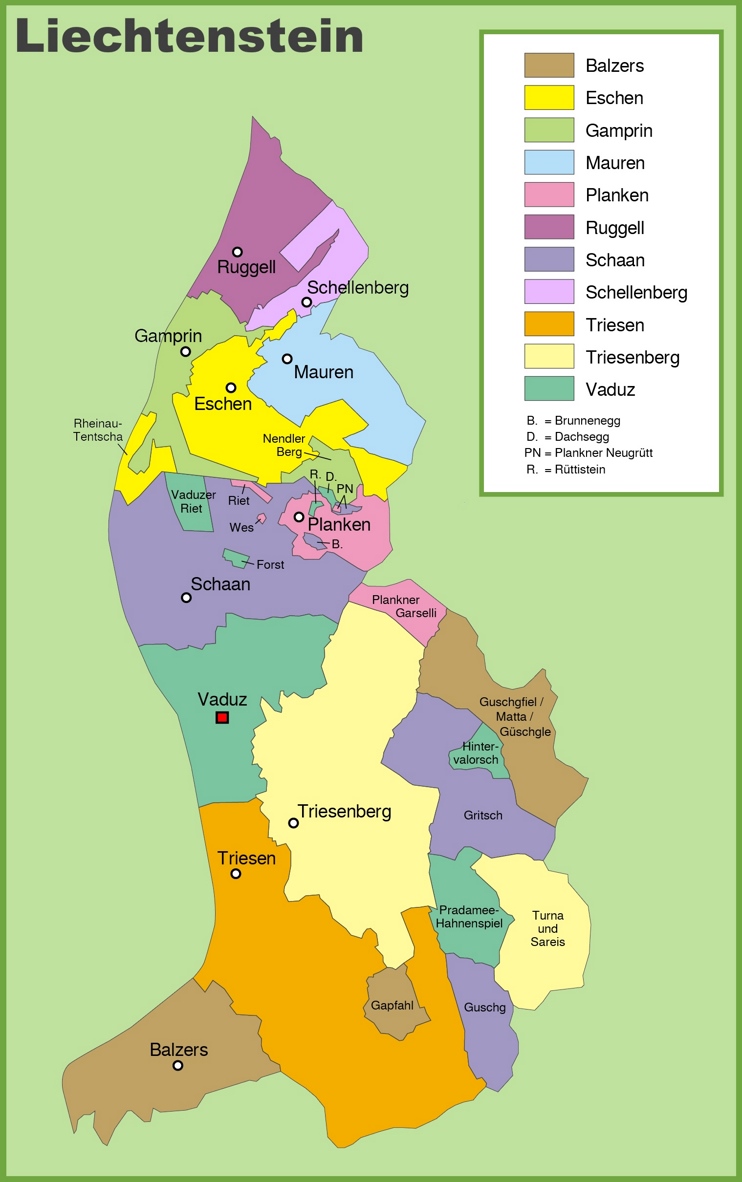 Liechtenstein
Balzers
Eschen
Gamprin
Mauren
Planken
Ruggell
Schaan
Schellenberg
Triesen
Triesenberg
Vaduz
B. = Brunnenegg
D. = Dachsegg
PN = Plankner Neugrütt
R. = Rüttistein
Ruggell
Schellenberg
Gamprin
Mauren
Eschen
Rheinau-
Tentscha
Nendler
Berg
R. D.
PN
Vaduzer
Riet
Riet
Wes
Planken
B.
Forst
Schaan
Plankner
Garselli
Vaduz
Guschgfiel /
Matta /
Güschgle
Hinter-
valorsch
Triesenberg
Gritsch
Triesen
Pradamee-
Hahnenspiel
Turna
und
Sareis
Gapfahl
Guschg
Balzers